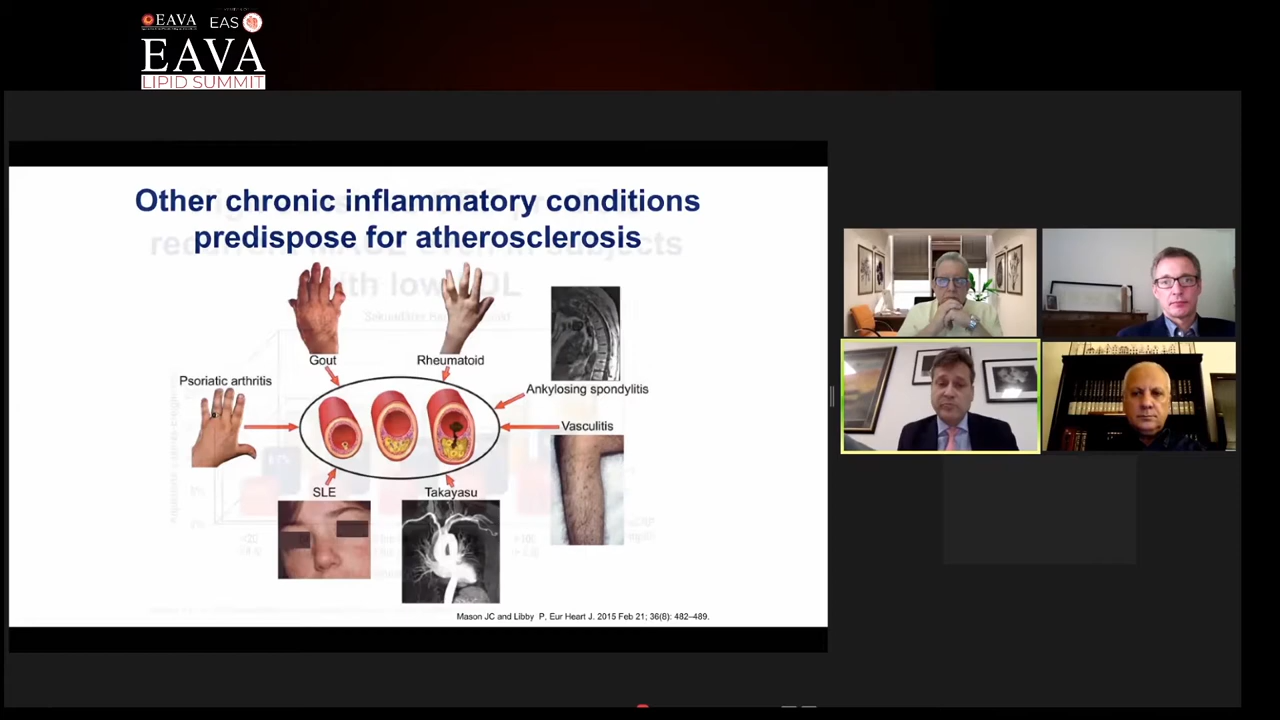 EAVA
EAS
EAVA
LIPID SUMMIT
Other chronic inflammatory conditions
predispose for atherosclerosis
Gout
Rheumatoid
Psoriatic arthritis
Ankylosing spondylitis
Vasculitis
SLE
Takayasu
Mason JC and Libby P, Eur Heart J. 2015 Feb 21; 36(8): 482–489.